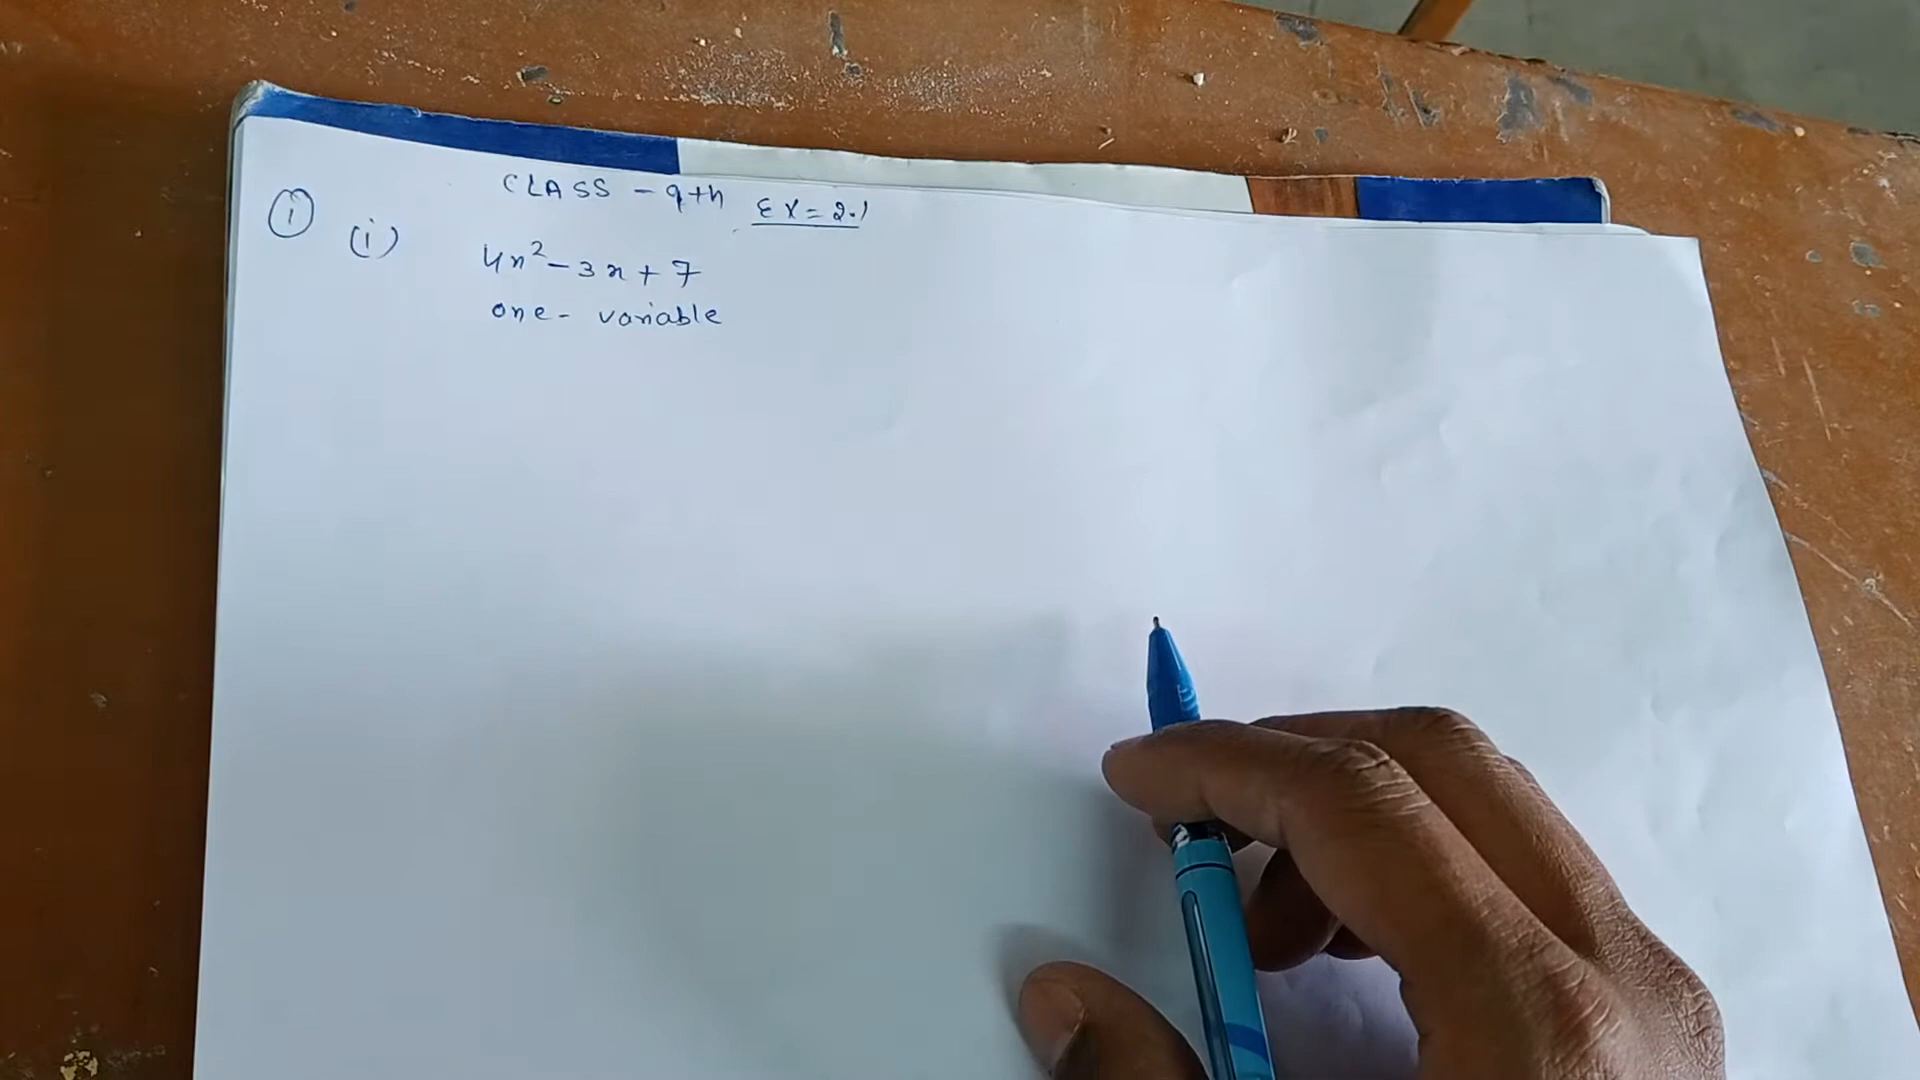 CLASS - 9th EX = 2.1
① (i) 4x² - 3x + 7
one - variable